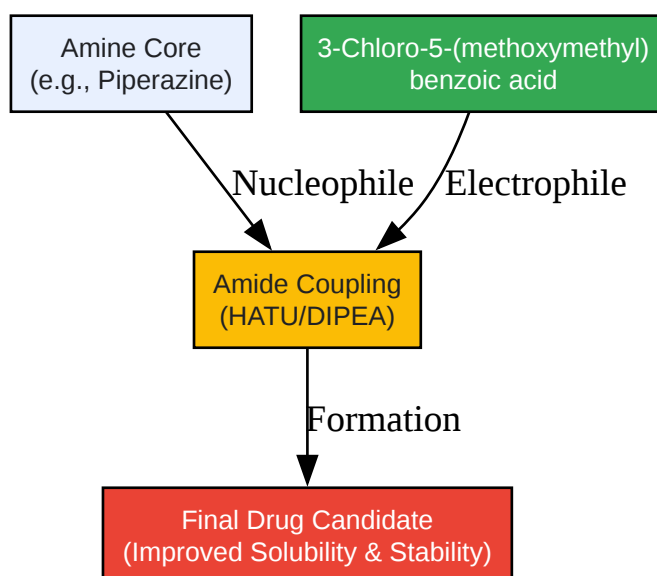 Amine Core
(e.g., Piperazine)
3-Chloro-5-(methoxymethyl)
benzoic acid
Nucleophile
Electrophile
Amide Coupling
(HATU/DIPEA)
Formation
Final Drug Candidate
(Improved Solubility & Stability)